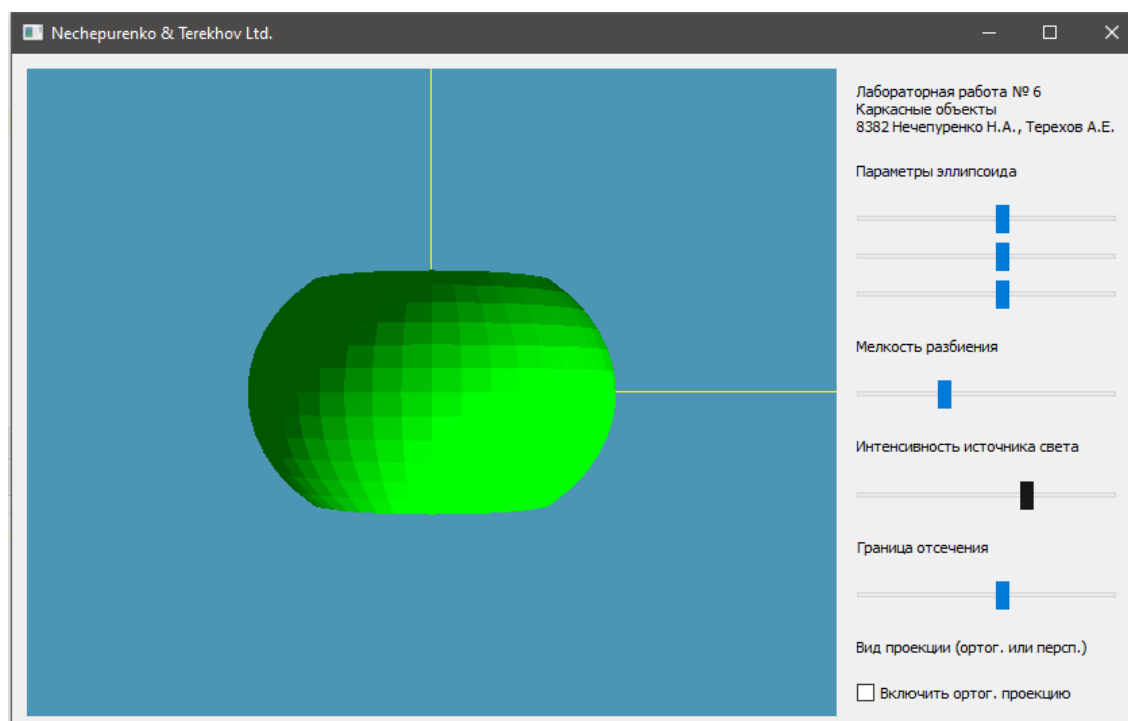 Nechepurenko & Terekhov Ltd.
Лабораторная работа № 6
Каркасные объекты
8382 Нечепуренко Н.А., Терехов А.Е.
Параметры эллипсоида
Мелкость разбиения
Интенсивность источника света
Граница отсечения
Вид проекции (ортог. или персп.)
Включить ортог. проекцию